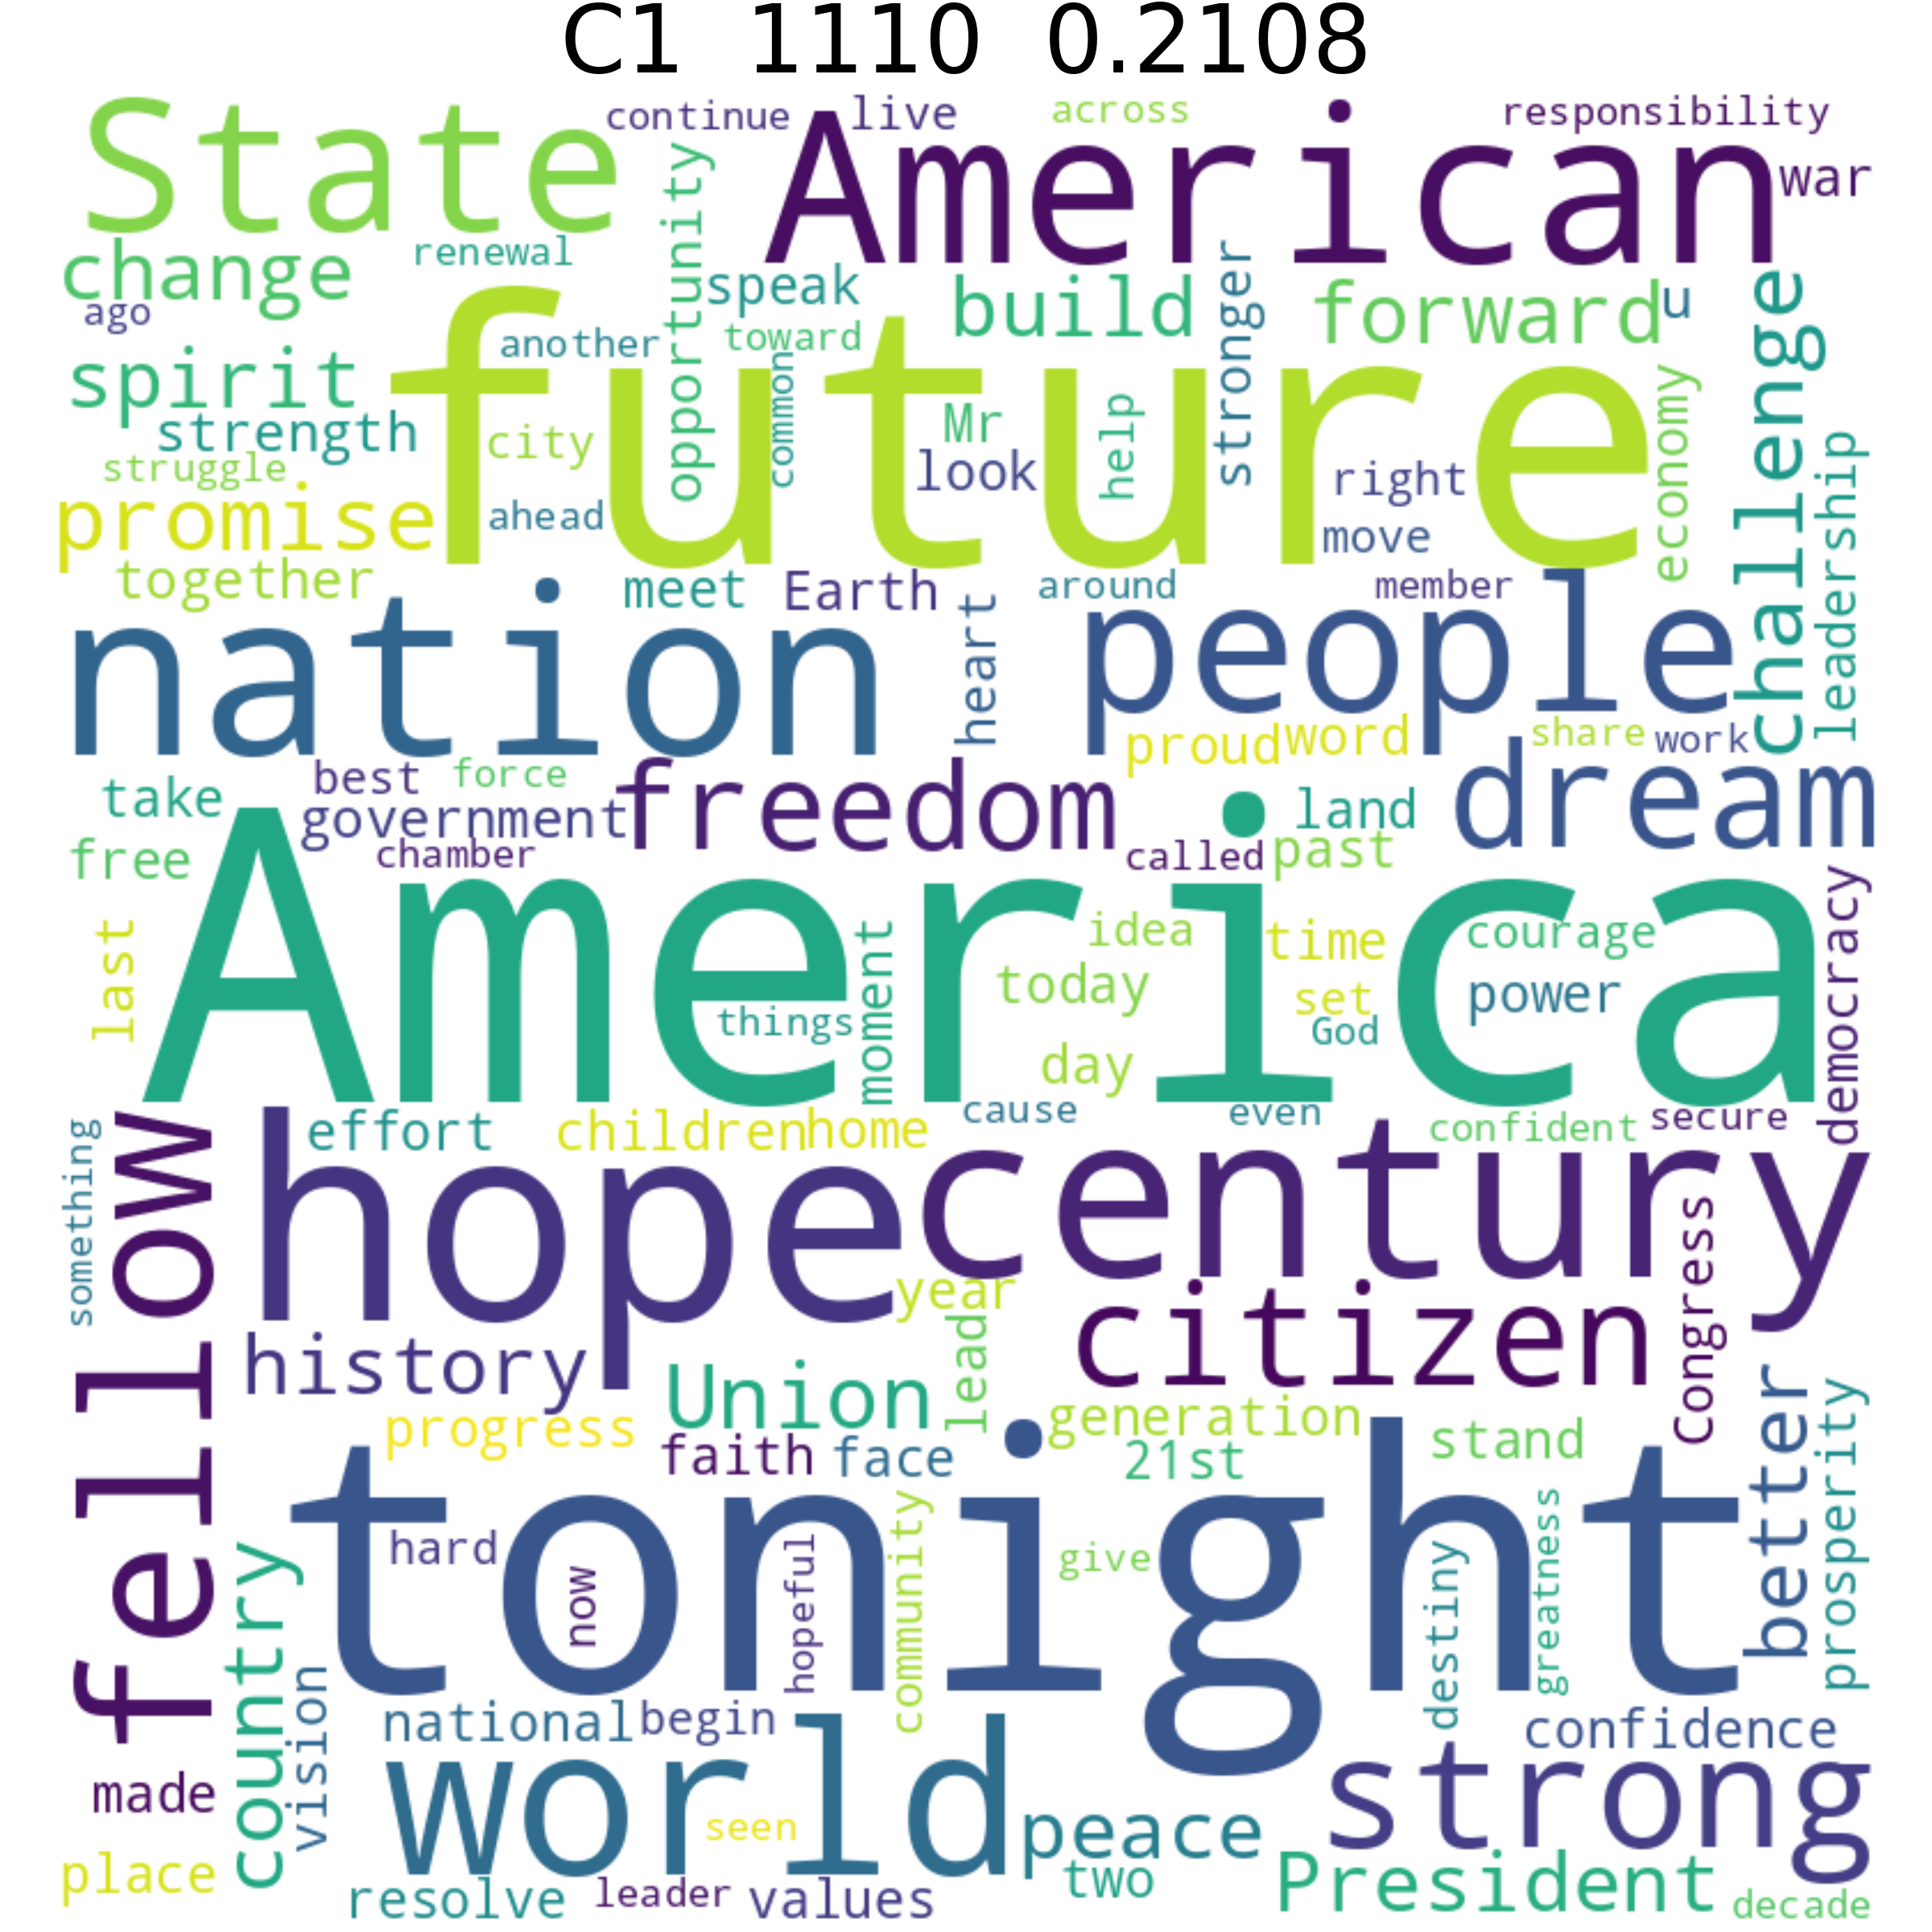 C1 1110 0.2108
State
continue
live
across
American
responsibility
war
change
renewal
opportunity
speak
build
stronger
forward
u
challenge
ago
another
toward
spirit
future
common
Mr
help
economy
strength
city
look
right
leadership
struggle
promise
ahead
move
together
nation
meet
Earth
heart
around
member
people
proud
word
share
work
take
best
force
freedom
dream
government
land
free
chamber
called
past
America
last
moment
idea
time
courage
democracy
things
today
set
power
God
day
something
fellow
effort
children
home
cause
even
confident
secure
hope
century
year
Congress
history
lead
citizen
Union
better
progress
generation
faith
face
21st
stand
prosperity
tonight
hard
now
hopeful
community
give
destiny
greatness
country
vision
national
begin
confidence
made
world
seen
peace
strong
place
two
President
resolve
leader
values
decade